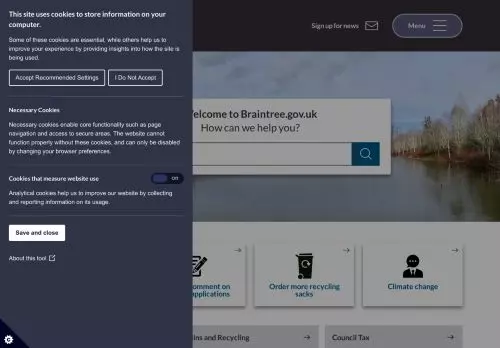 This site uses cookies to store information on your
computer.
Some of these cookies are essential, while others help us to
improve your experience by providing insights into how the site is
being used.
Accept Recommended Settings
I Do Not Accept
Necessary Cookies
Necessary cookies enable core functionality such as page
navigation and access to secure areas. The website cannot
function properly without these cookies, and can only be disabled
by changing your browser preferences.
Cookies that measure website use
Off
Analytical cookies help us to improve our website by collecting
and reporting information on its usage.
Save and close
About this tool
Sign up for news
Menu
elcome to Braintree.gov.uk
How can we help you?
omment on
applications
Order more recycling
sacks
Climate change
ins and Recycling
Council Tax